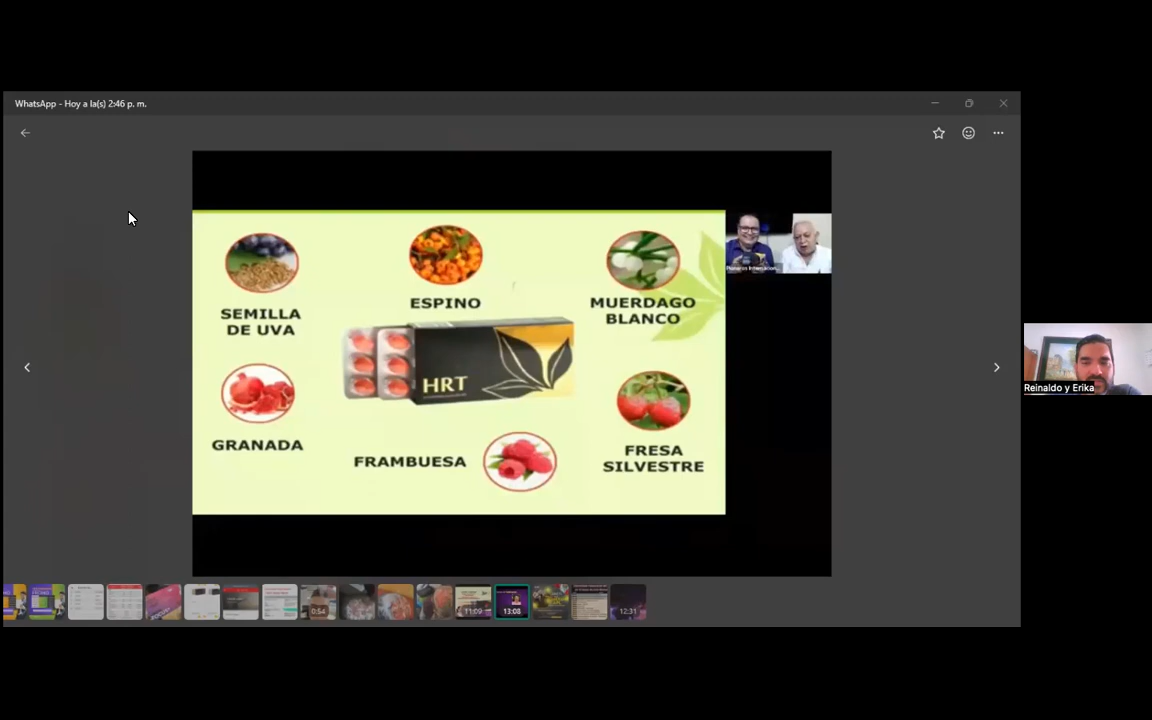 WhatsApp - Hoy a la(s) 2:46 p. m.
SEMILLA
DE UVA
ESPINO
MUERDAGO
BLANCO
HRT
GRANADA
FRAMBUESA
FRESA
SILVESTRE
Reinaldo y Erika
0:54
11:09
13:08
12:31